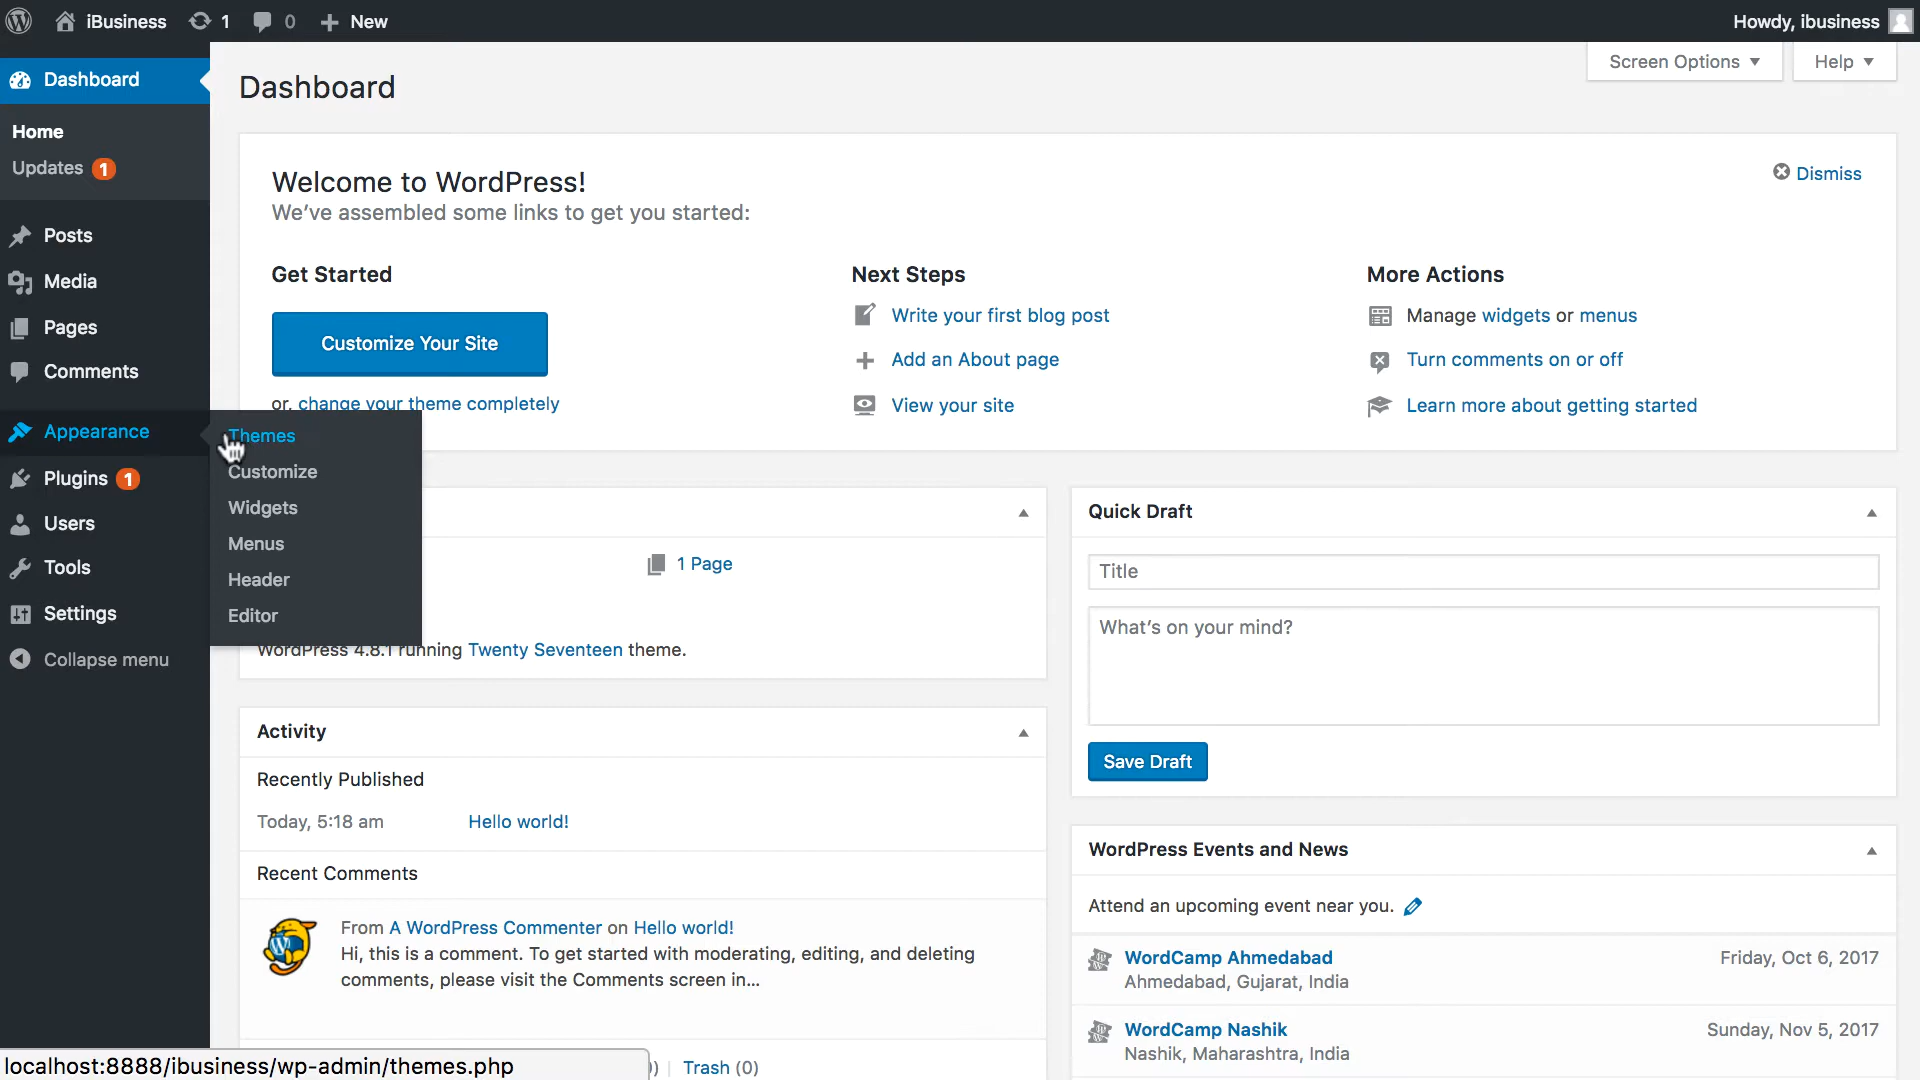 iBusiness 1 0 New Howdy, ibusiness
Dashboard
Home
Updates 1
Posts
Media
Pages
Comments
Appearance
Plugins 1
Users
Tools
Settings
Collapse menu
Themes
Customize
Widgets
Menus
Header
Editor
Screen Options Help
Dashboard
Welcome to WordPress!
We've assembled some links to get you started:
Dismiss
Get Started
Customize Your Site
or, change your theme completely
Next Steps
Write your first blog post
Add an About page
View your site
More Actions
Manage widgets or menus
Turn comments on or off
Learn more about getting started
1 Page
WordPress 4.8.1 running Twenty Seventeen theme.
Activity
Recently Published
Today, 5:18 am Hello world!
Recent Comments
From A WordPress Commenter on Hello world!
Hi, this is a comment. To get started with moderating, editing, and deleting
comments, please visit the Comments screen in...
Trash (0)
Quick Draft
Title
What's on your mind?
Save Draft
WordPress Events and News
Attend an upcoming event near you.
WordCamp Ahmedabad Friday, Oct 6, 2017
Ahmedabad, Gujarat, India
WordCamp Nashik Sunday, Nov 5, 2017
Nashik, Maharashtra, India
localhost:8888/ibusiness/wp-admin/themes.php